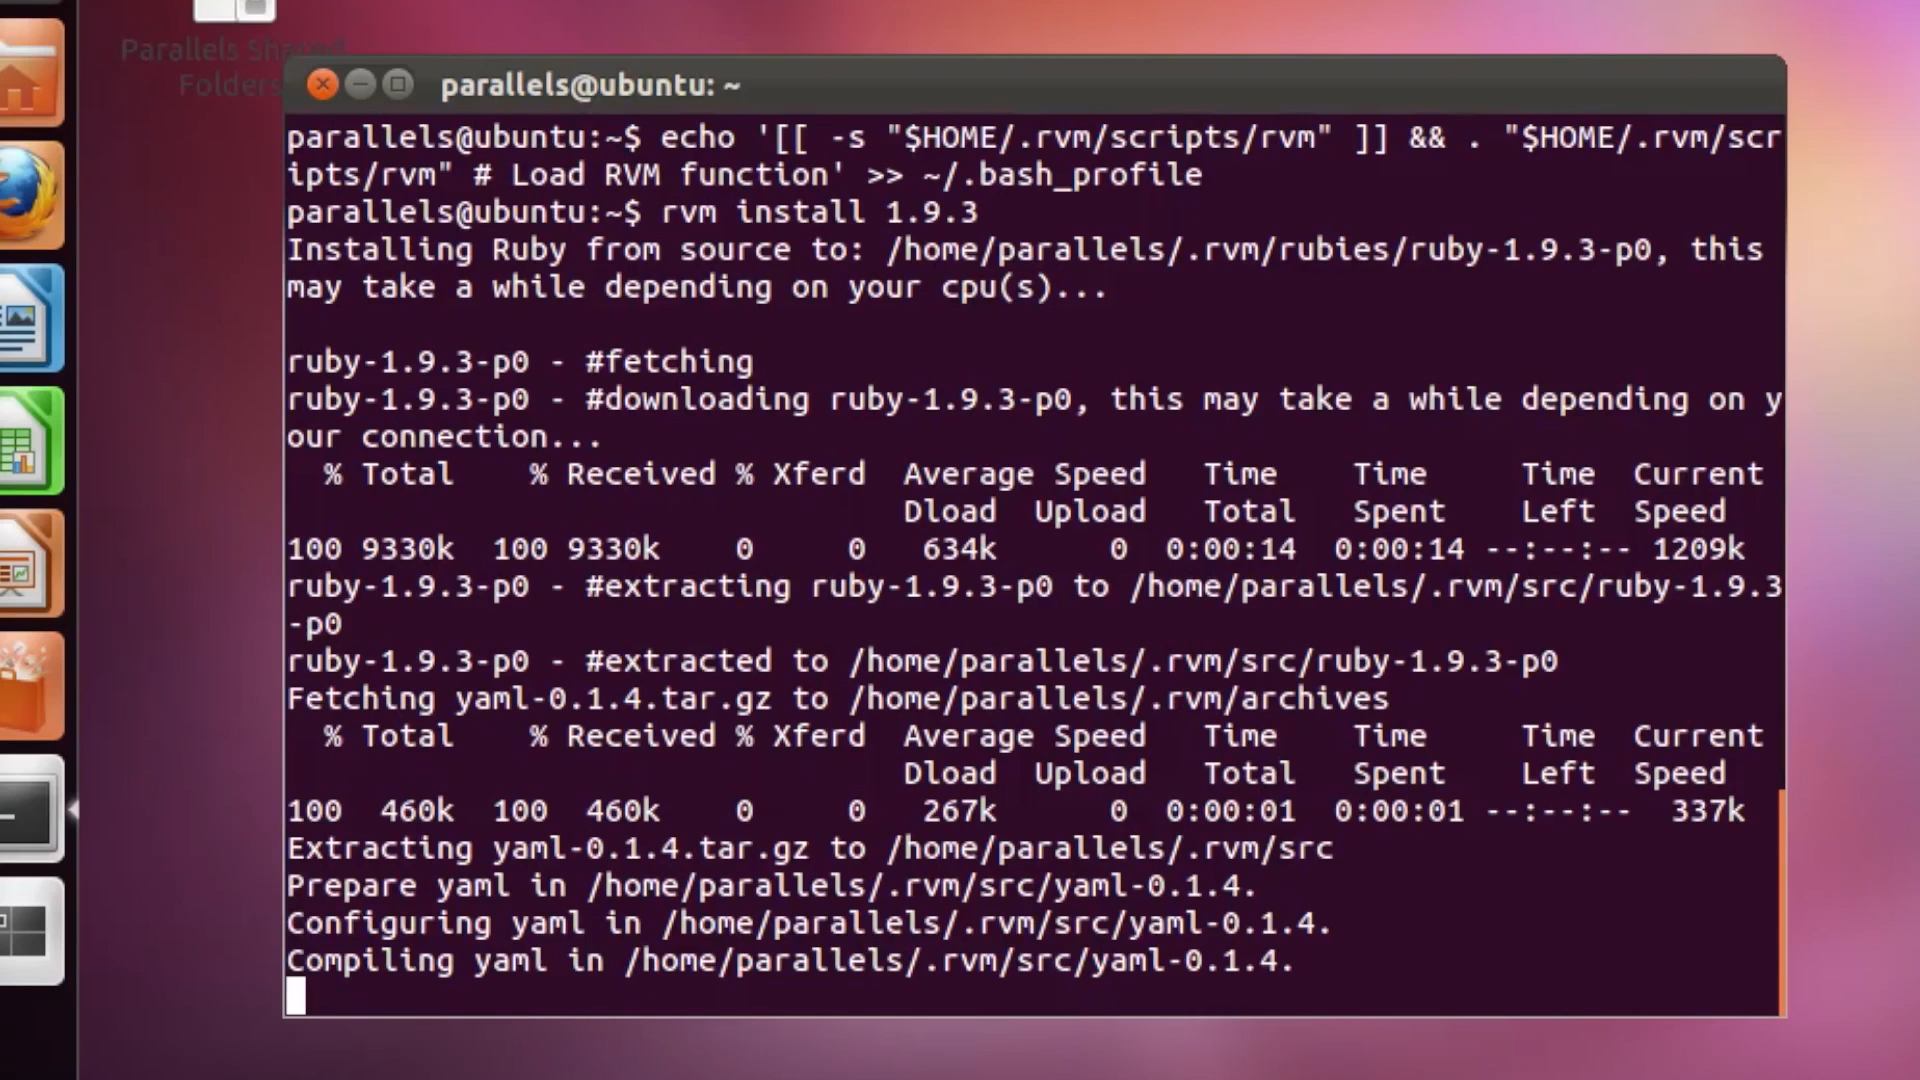 Parallels Shared
Folders
parallels@ubuntu: ~
parallels@ubuntu:~$ echo '[[ -s "$HOME/.rvm/scripts/rvm" ]] && . "$HOME/.rvm/scr
ipts/rvm" # Load RVM function' >> ~/.bash_profile
parallels@ubuntu:~$ rvm install 1.9.3
Installing Ruby from source to: /home/parallels/.rvm/rubies/ruby-1.9.3-p0, this
may take a while depending on your cpu(s)...
ruby-1.9.3-p0 - #fetching
ruby-1.9.3-p0 - #downloading ruby-1.9.3-p0, this may take a while depending on y
our connection...
% Total % Received % Xferd Average Speed Time Time Time Current
Dload Upload Total Spent Left Speed
100 9330k 100 9330k 0 0 634k 0 0:00:14 0:00:14 --:--:-- 1209k
ruby-1.9.3-p0 - #extracting ruby-1.9.3-p0 to /home/parallels/.rvm/src/ruby-1.9.3
-p0
ruby-1.9.3-p0 - #extracted to /home/parallels/.rvm/src/ruby-1.9.3-p0
Fetching yaml-0.1.4.tar.gz to /home/parallels/.rvm/archives
% Total % Received % Xferd Average Speed Time Time Time Current
Dload Upload Total Spent Left Speed
100 460k 100 460k 0 0 267k 0 0:00:01 0:00:01 --:--:-- 337k
Extracting yaml-0.1.4.tar.gz to /home/parallels/.rvm/src
Prepare yaml in /home/parallels/.rvm/src/yaml-0.1.4.
Configuring yaml in /home/parallels/.rvm/src/yaml-0.1.4.
Compiling yaml in /home/parallels/.rvm/src/yaml-0.1.4.